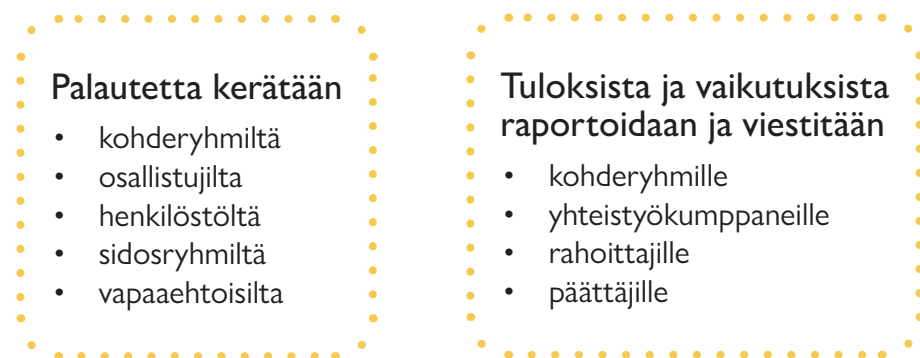 Palautetta kerätään
• kohderyhmiltä
• osallistujilta
• henkilöstöltä
• sidosryhmiltä
• vapaaehtoisilta
Tuloksista ja vaikutuksista
raportoidaan ja viestitään
• kohderyhmille
• yhteistyökumppaneille
• rahoittajille
• päättäjille